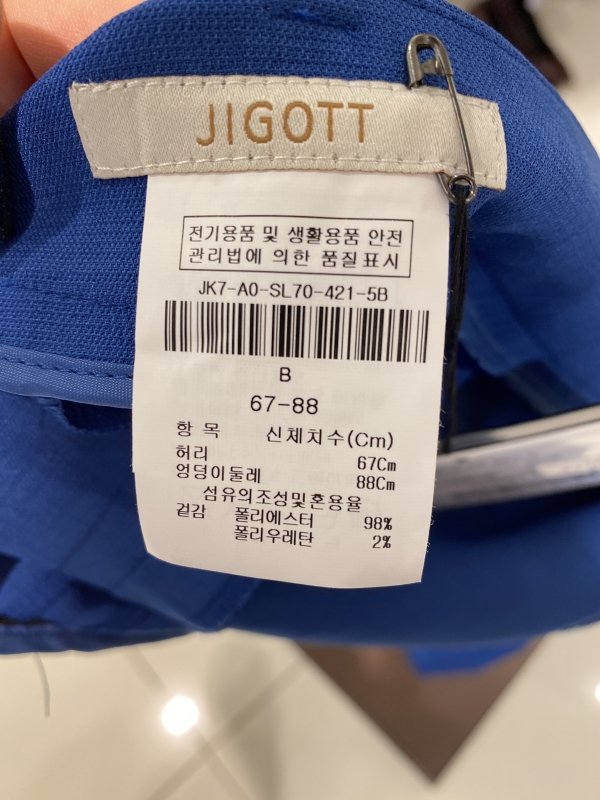 JIGOTT
전기용품 및 생활용품 안전
관리법에 의한 품질표시
JK7-A0-SL70-421-5B
B
67-88
항 목 신체치수(Cm)
허리 67Cm
엉덩이둘레 88Cm
섬유의조성및혼용율
겉감 폴리에스터 98%
폴리우레탄 2%